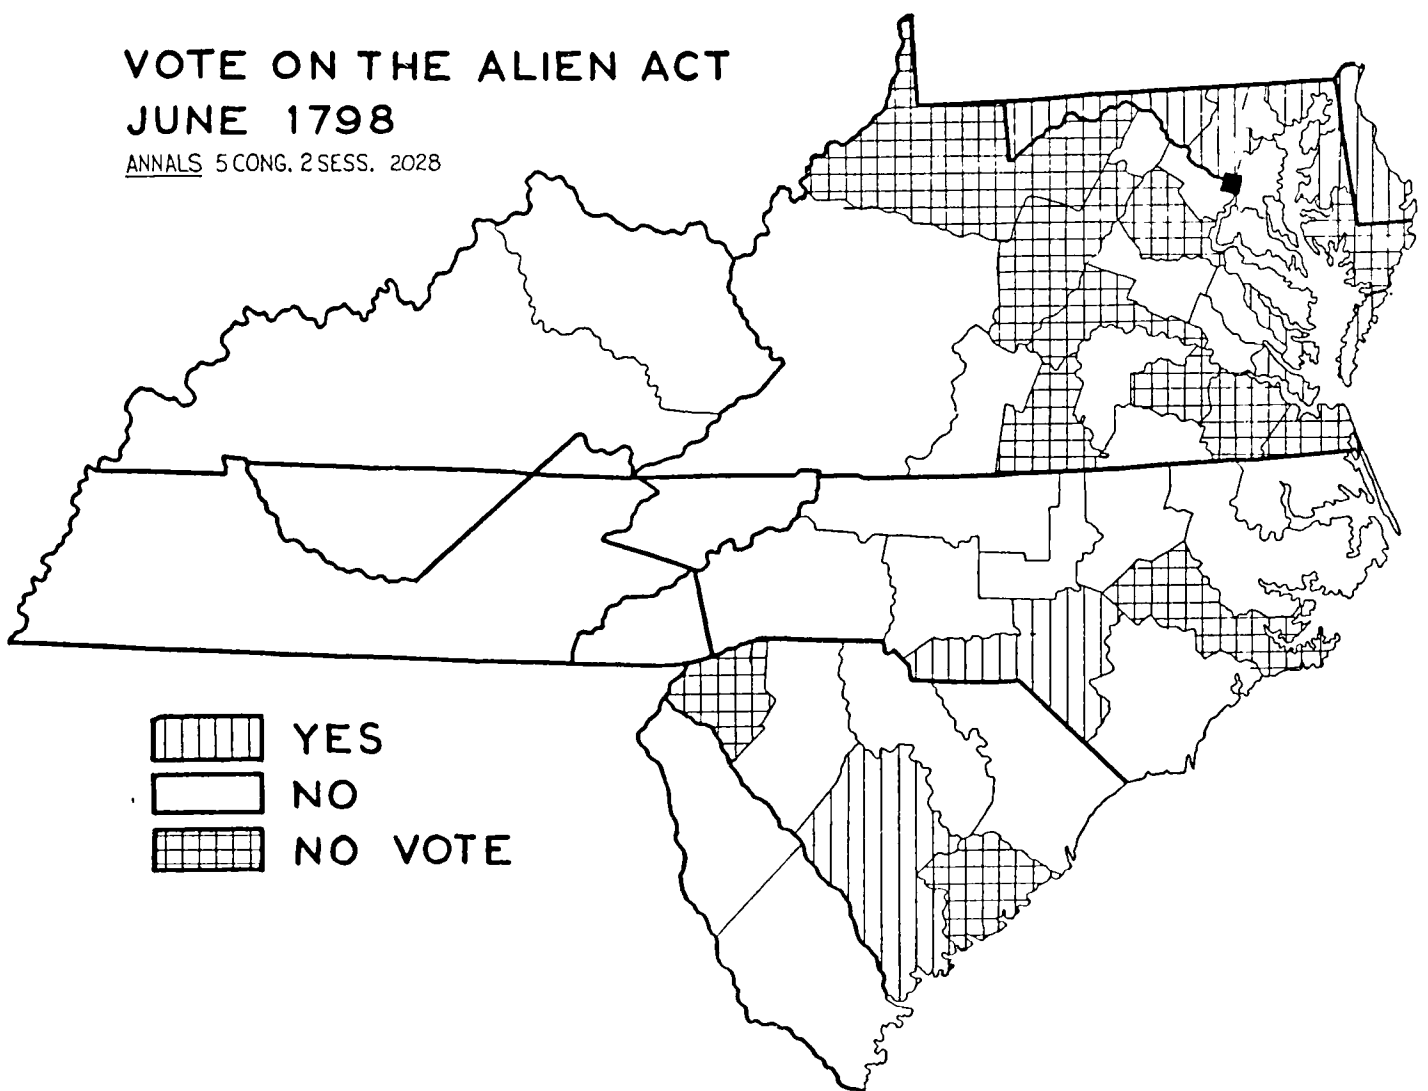 VOTE ON THE ALIEN ACT
JUNE 1798
ANNALS 5 CONG. 2 SESS. 2028
YES
NO
NO VOTE